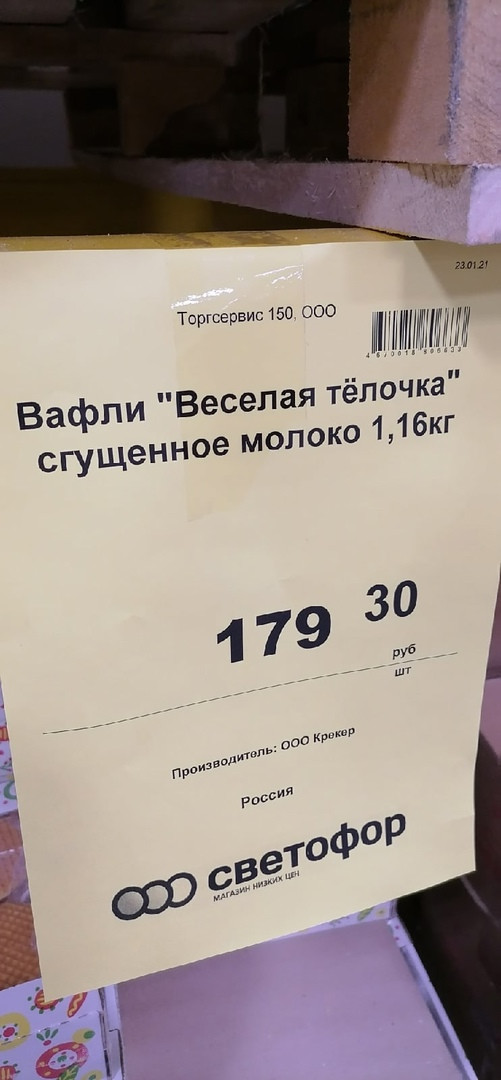 23.01.21
Торгсервис 150, ООО
Вафли "Веселая тёлочка"
сгущенное молоко 1,16кг
179 30
руб
шт
Производитель: ООО Крекер
Россия
светофор
МАГАЗИН НИЗКИХ ЦЕН